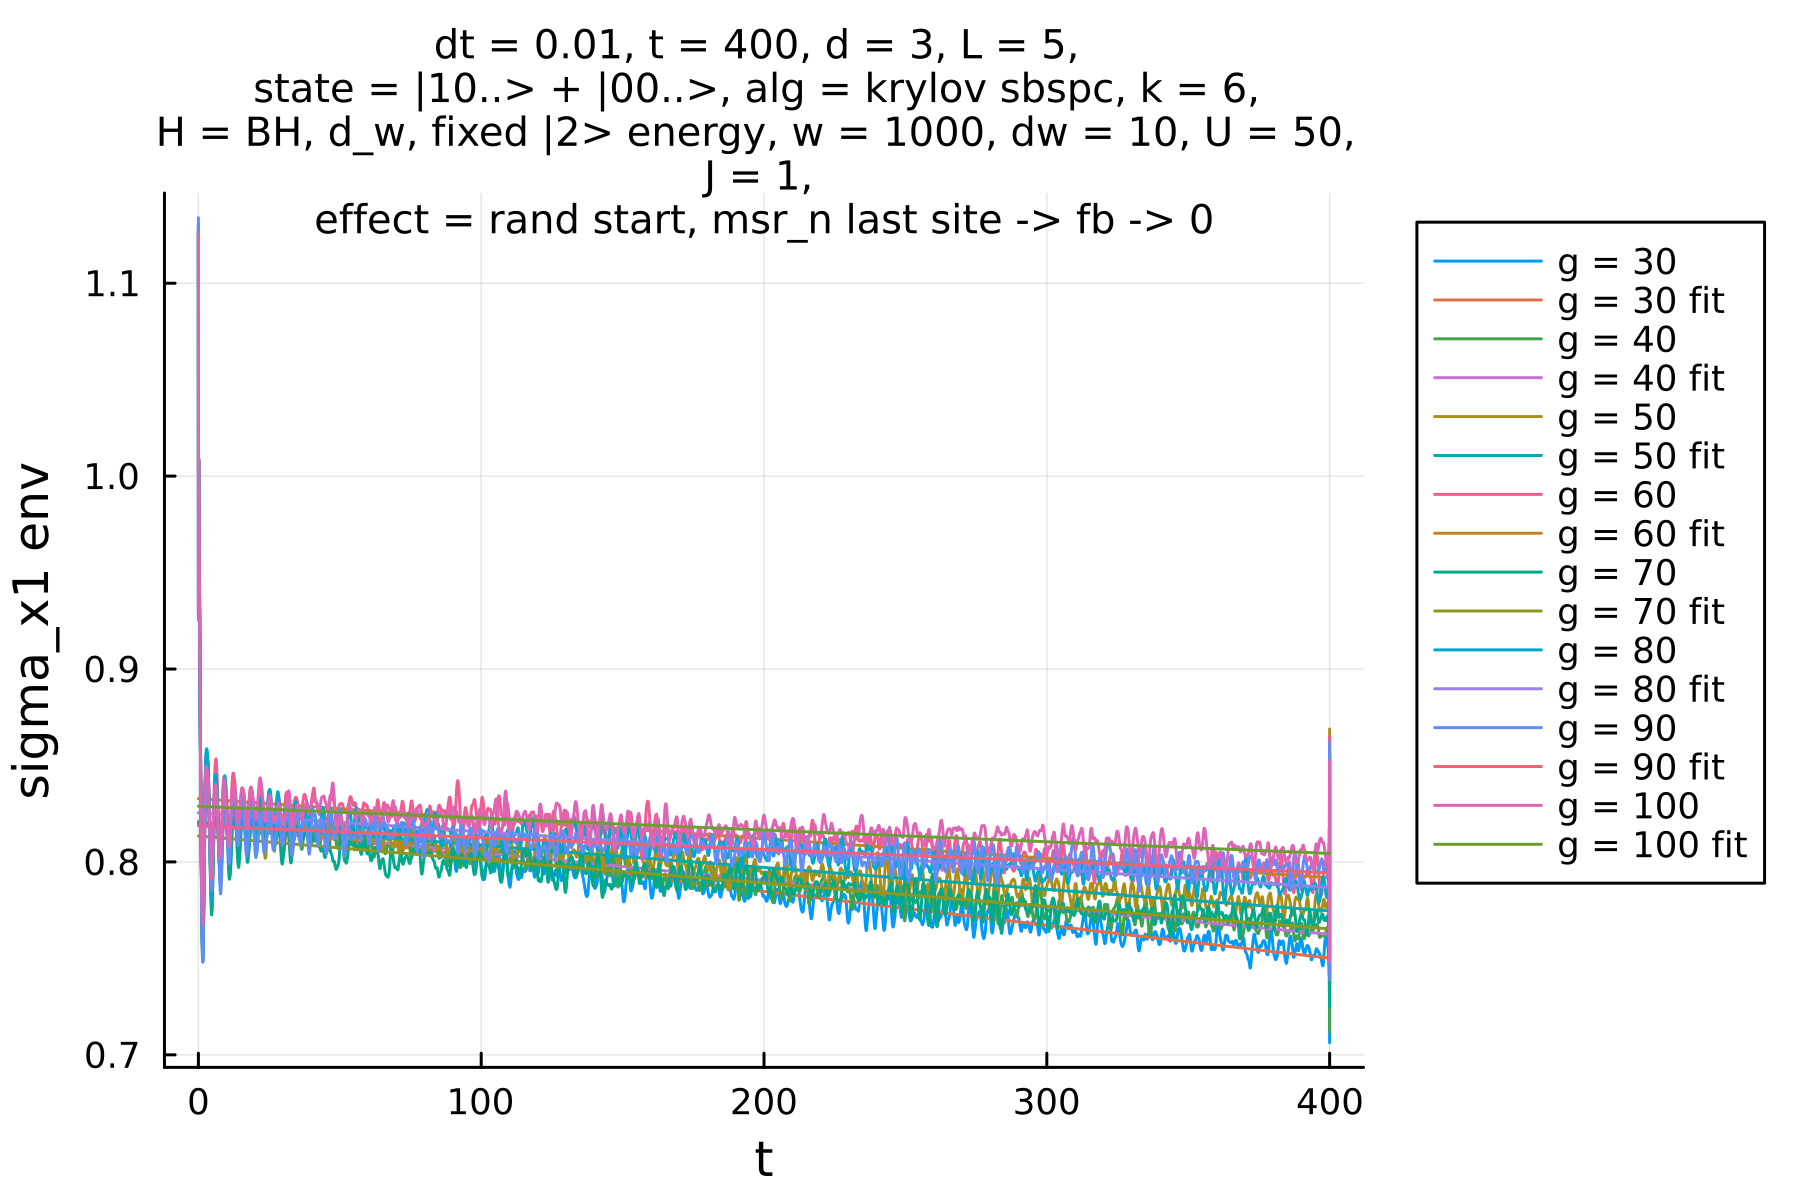 dt = 0.01, t = 400, d = 3, L = 5,
state = |10..> + |00..>, alg = krylov sbspc, k = 6,
H = BH, d_w, fixed |2> energy, w = 1000, dw = 10, U = 50,
J = 1,
effect = rand start, msr_n last site -> fb -> 0
sigma_x1 env
1.1
1.0
0.9
0.8
0.7
0
100
200
300
400
t
g = 30
g = 30 fit
g = 40
g = 40 fit
g = 50
g = 50 fit
g = 60
g = 60 fit
g = 70
g = 70 fit
g = 80
g = 80 fit
g = 90
g = 90 fit
g = 100
g = 100 fit